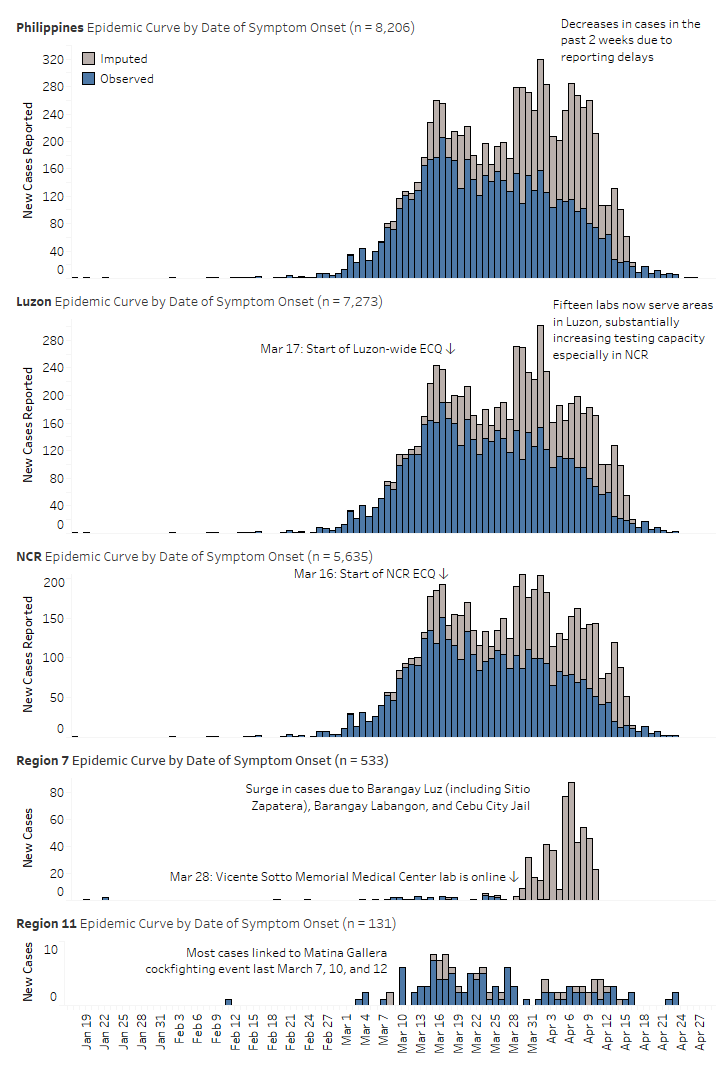 Philippines Epidemic Curve by Date of Symptom Onset (n = 8,206)
Decreases in cases in the
past 2 weeks due to
reporting delays
Imputed
Observed
New Cases Reported
320
280
240
200
160
120
80
40
0
Luzon Epidemic Curve by Date of Symptom Onset (n = 7,273)
Fifteen labs now serve areas
in Luzon, substantially
increasing testing capacity
especially in NCR
Mar 17: Start of Luzon-wide ECQ ↓
New Cases Reported
280
240
200
160
120
80
40
0
NCR Epidemic Curve by Date of Symptom Onset (n = 5,635)
Mar 16: Start of NCR ECQ ↓
New Cases Reported
200
150
100
50
0
Region 7 Epidemic Curve by Date of Symptom Onset (n = 533)
Surge in cases due to Barangay Luz (including Sitio
Zapatera), Barangay Labangon, and Cebu City Jail
Mar 28: Vicente Sotto Memorial Medical Center lab is online ↓
New Cases
80
60
40
20
0
Region 11 Epidemic Curve by Date of Symptom Onset (n = 131)
Most cases linked to Matina Gallera
cockfighting event last March 7, 10, and 12
New Cases
10
0
Jan 19
Jan 22
Jan 25
Jan 28
Jan 31
Feb 3
Feb 6
Feb 9
Feb 12
Feb 15
Feb 18
Feb 21
Feb 24
Feb 27
Mar 1
Mar 4
Mar 7
Mar 10
Mar 13
Mar 16
Mar 19
Mar 22
Mar 25
Mar 28
Mar 31
Apr 3
Apr 6
Apr 9
Apr 12
Apr 15
Apr 18
Apr 21
Apr 24
Apr 27